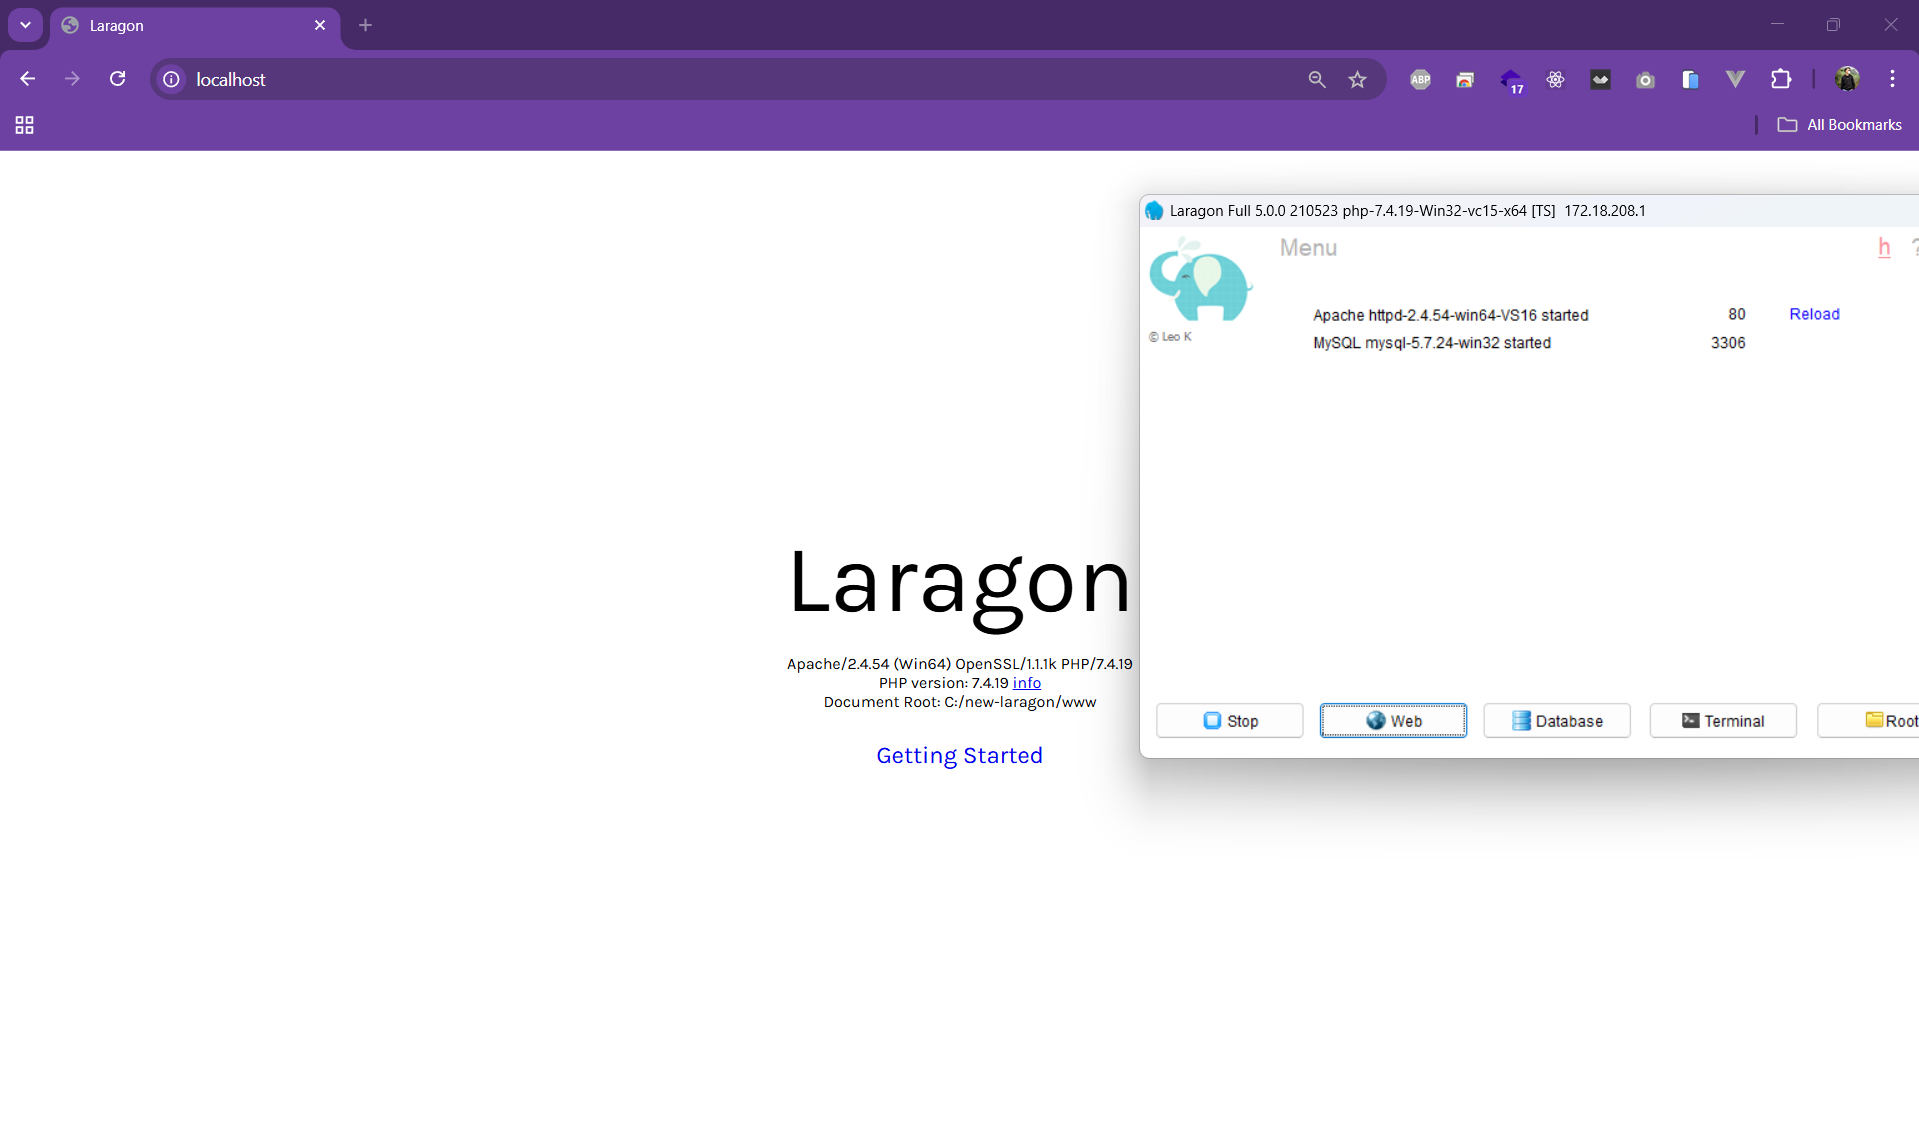 Laragon
localhost
ABP
17
All Bookmarks
Laragon Full 5.0.0 210523 php-7.4.19-Win32-vc15-x64 [TS] 172.18.208.1
Menu
h ?
© Leo K
Apache httpd-2.4.54-win64-VS16 started 80 Reload
MySQL mysql-5.7.24-win32 started 3306
Laragon
Apache/2.4.54 (Win64) OpenSSL/1.1.1k PHP/7.4.19
PHP version: 7.4.19 info
Document Root: C:/new-laragon/www
Getting Started
Stop Web Database Terminal Root